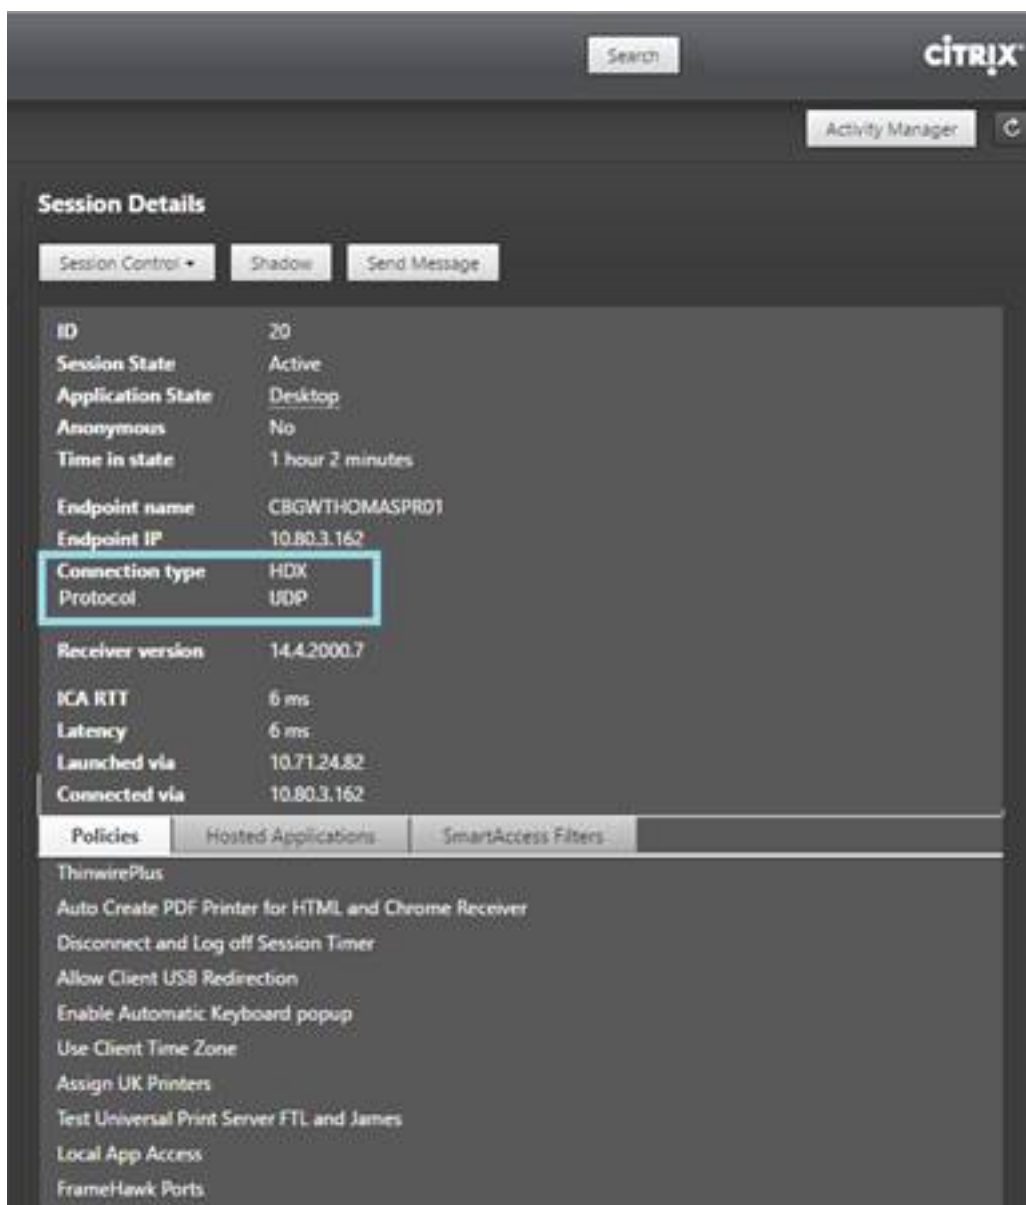 Search
CİTRIX
Activity Manager
Session Details
Session Control Shadow Send Message
ID 20
Session State Active
Application State Desktop
Anonymous No
Time in state 1 hour 2 minutes
Endpoint name CBGWTHOMASPR01
Endpoint IP 10.80.3.162
Connection type HDX
Protocol UDP
Receiver version 14.4.2000.7
ICA RTT 6 ms
Latency 6 ms
Launched via 10.71.24.82
Connected via 10.80.3.162
Policies Hosted Applications SmartAccess Filters
ThinwirePlus
Auto Create PDF Printer for HTML and Chrome Receiver
Disconnect and Log off Session Timer
Allow Client USB Redirection
Enable Automatic Keyboard popup
Use Client Time Zone
Assign UK Printers
Test Universal Print Server FTL and James
Local App Access
FrameHawk Ports